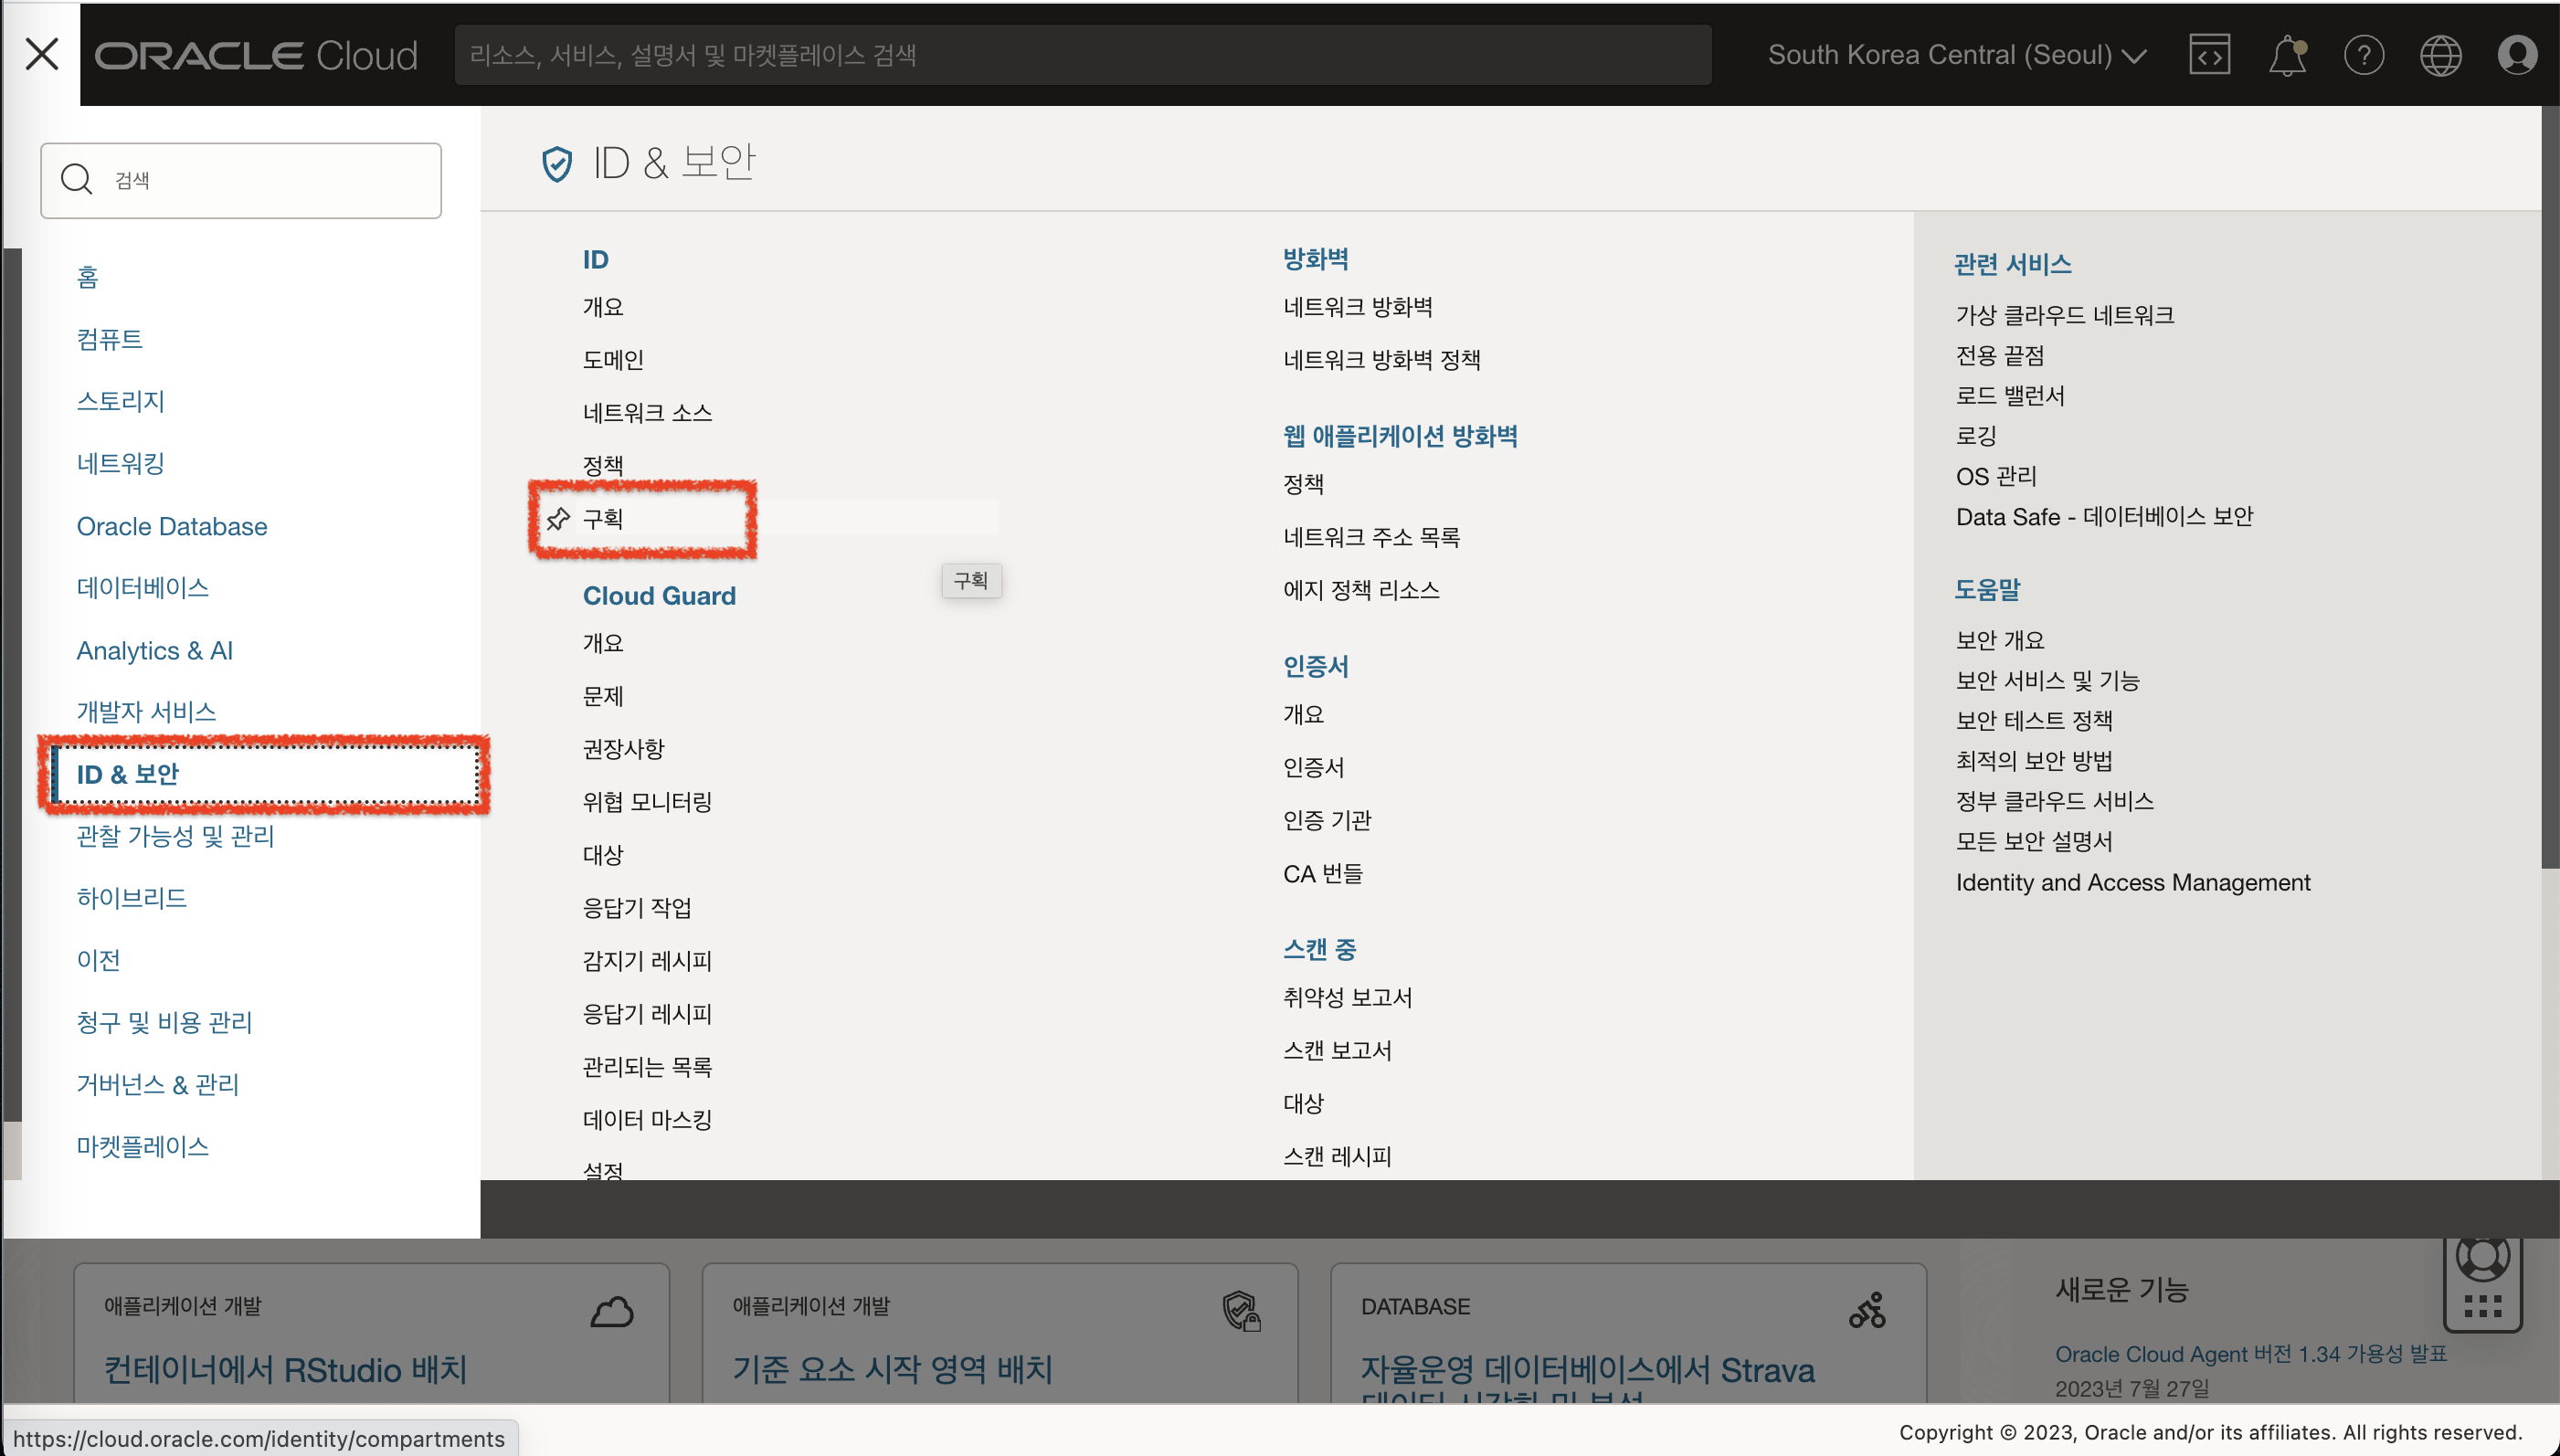 ORACLE Cloud
리소스, 서비스, 설명서 및 마켓플레이스 검색
South Korea Central (Seoul)
검색
홈
컴퓨트
스토리지
네트워킹
Oracle Database
데이터베이스
Analytics & AI
개발자 서비스
ID & 보안
관찰 가능성 및 관리
하이브리드
이전
청구 및 비용 관리
거버넌스 & 관리
마켓플레이스
ID & 보안
ID
개요
도메인
네트워크 소스
정책
구획
구획
Cloud Guard
개요
문제
권장사항
위협 모니터링
대상
응답기 작업
감지기 레시피
응답기 레시피
관리되는 목록
데이터 마스킹
설정
방화벽
네트워크 방화벽
네트워크 방화벽 정책
웹 애플리케이션 방화벽
정책
네트워크 주소 목록
에지 정책 리소스
인증서
개요
인증서
인증 기관
CA 번들
스캔 중
취약성 보고서
스캔 보고서
대상
스캔 레시피
관련 서비스
가상 클라우드 네트워크
전용 끝점
로드 밸런서
로깅
OS 관리
Data Safe - 데이터베이스 보안
도움말
보안 개요
보안 서비스 및 기능
보안 테스트 정책
최적의 보안 방법
정부 클라우드 서비스
모든 보안 설명서
Identity and Access Management
애플리케이션 개발
컨테이너에서 RStudio 배치
애플리케이션 개발
기준 요소 시작 영역 배치
DATABASE
자율운영 데이터베이스에서 Strava
데이터 시각화 및 분석
새로운 기능
Oracle Cloud Agent 버전 1.34 가용성 발표
2023년 7월 27일
https://cloud.oracle.com/identity/compartments
Copyright © 2023, Oracle and/or its affiliates. All rights reserved.